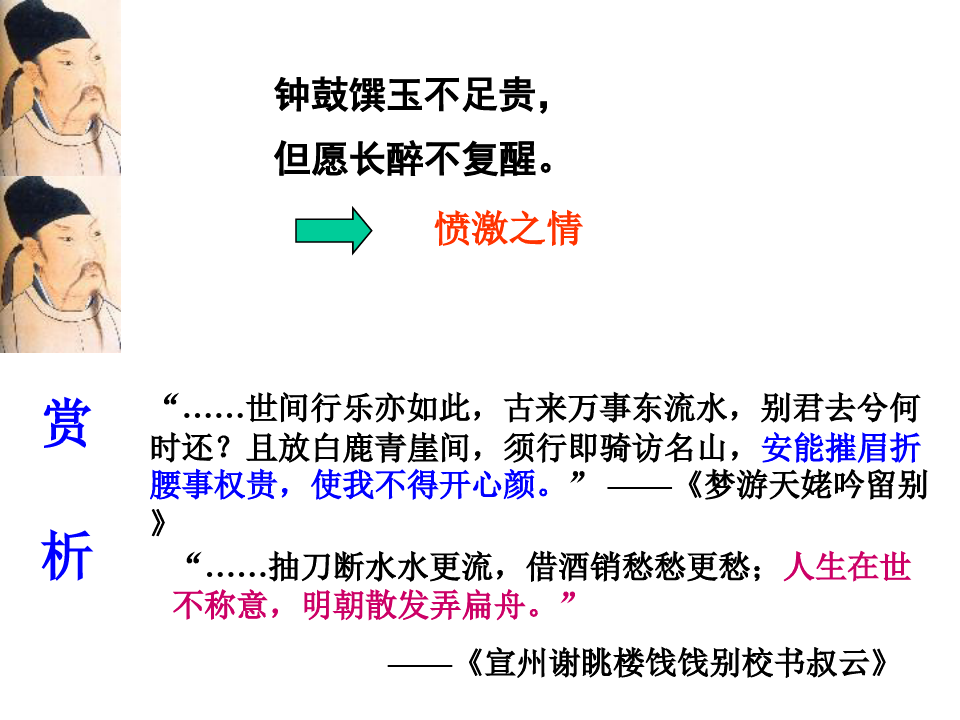 钟鼓馔玉不足贵，
但愿长醉不复醒。
愤激之情
赏
析
“……世间行乐亦如此，古来万事东流水，别君去兮何
时还？且放白鹿青崖间，须行即骑访名山，安能摧眉折
腰事权贵，使我不得开心颜。” ——《梦游天姥吟留别
》
“……抽刀断水水更流，借酒销愁愁更愁；人生在世
不称意，明朝散发弄扁舟。”
——《宣州谢眺楼饯饯别校书叔云》